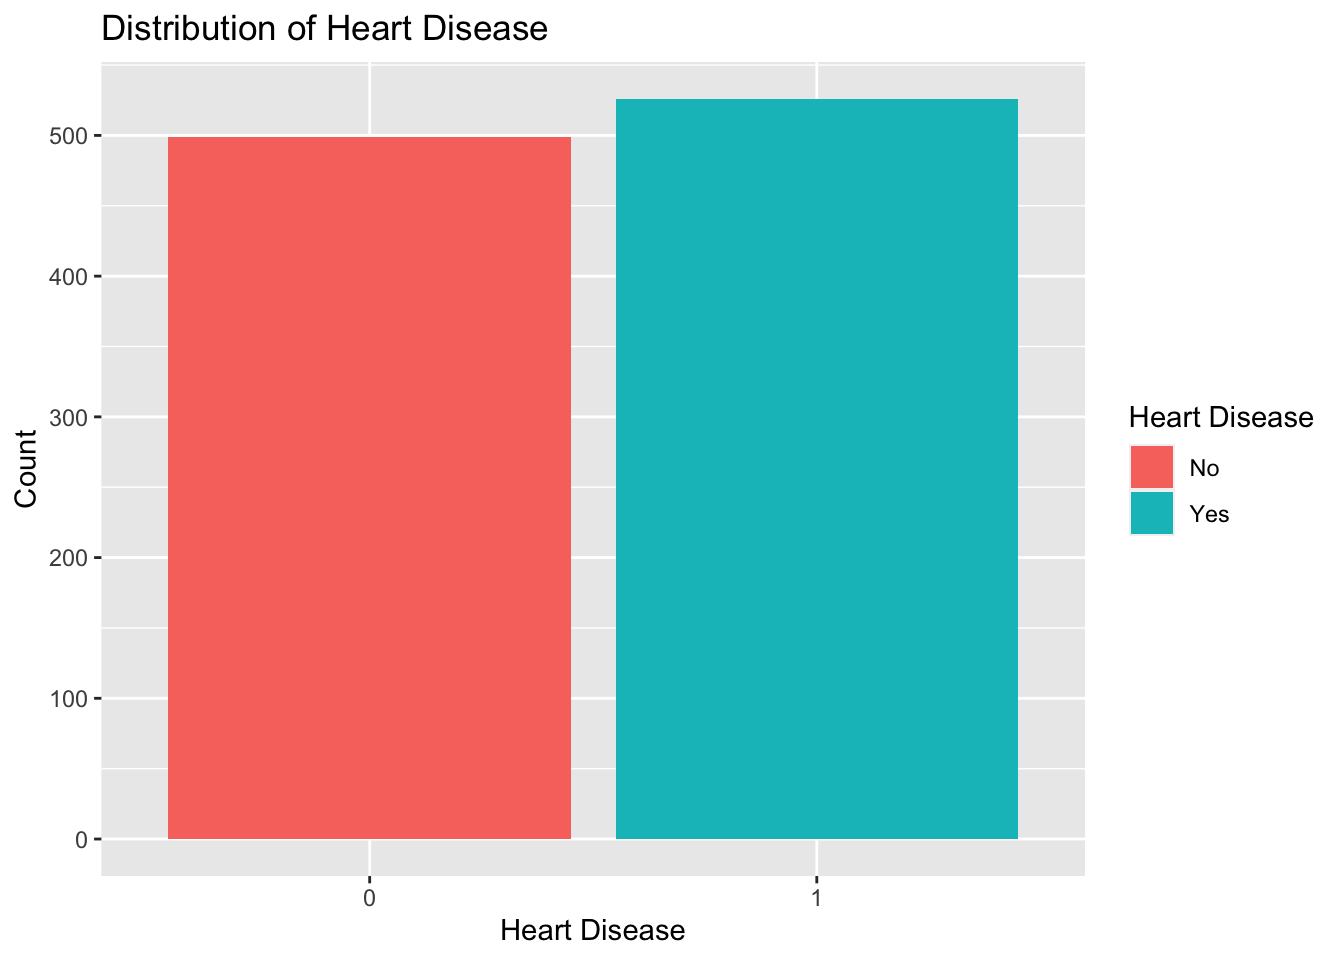 Distribution of Heart Disease
500
400
300
200
100
0
Count
0
1
Heart Disease
Heart Disease
No
Yes